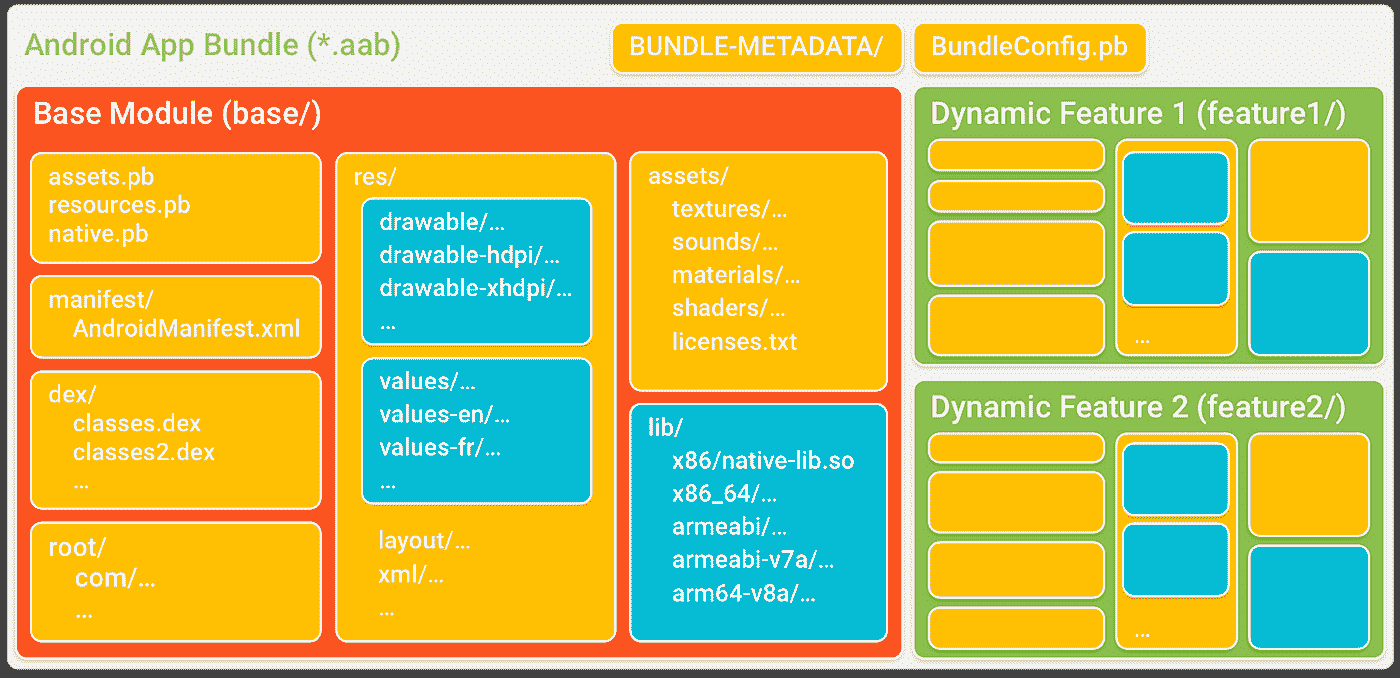 Android App Bundle (*.aab)
BUNDLE-METADATA/
BundleConfig.pb
Base Module (base/)
assets.pb
resources.pb
native.pb
manifest/
AndroidManifest.xml
dex/
classes.dex
classes2.dex
...
root/
com/...
...
res/
drawable/...
drawable-hdpi/...
drawable-xhdpi/...
...
values/...
values-en/...
values-fr/...
...
layout/...
xml/...
...
assets/
textures/...
sounds/...
materials/...
shaders/...
licenses.txt
lib/
x86/native-lib.so
x86_64/...
armeabi/...
armeabi-v7a/...
arm64-v8a/...
Dynamic Feature 1 (feature1/)
...
Dynamic Feature 2 (feature2/)
...